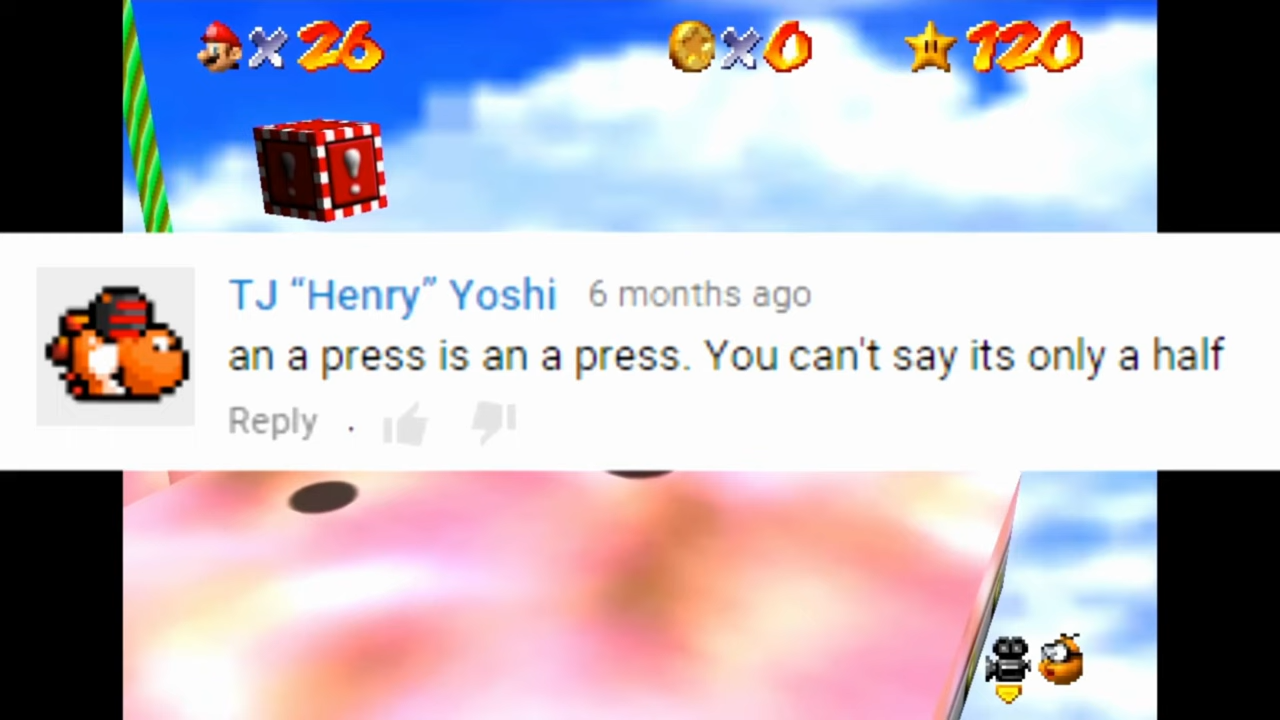 ×26 ×0 120
TJ “Henry” Yoshi 6 months ago
an a press is an a press. You can't say its only a half
Reply .